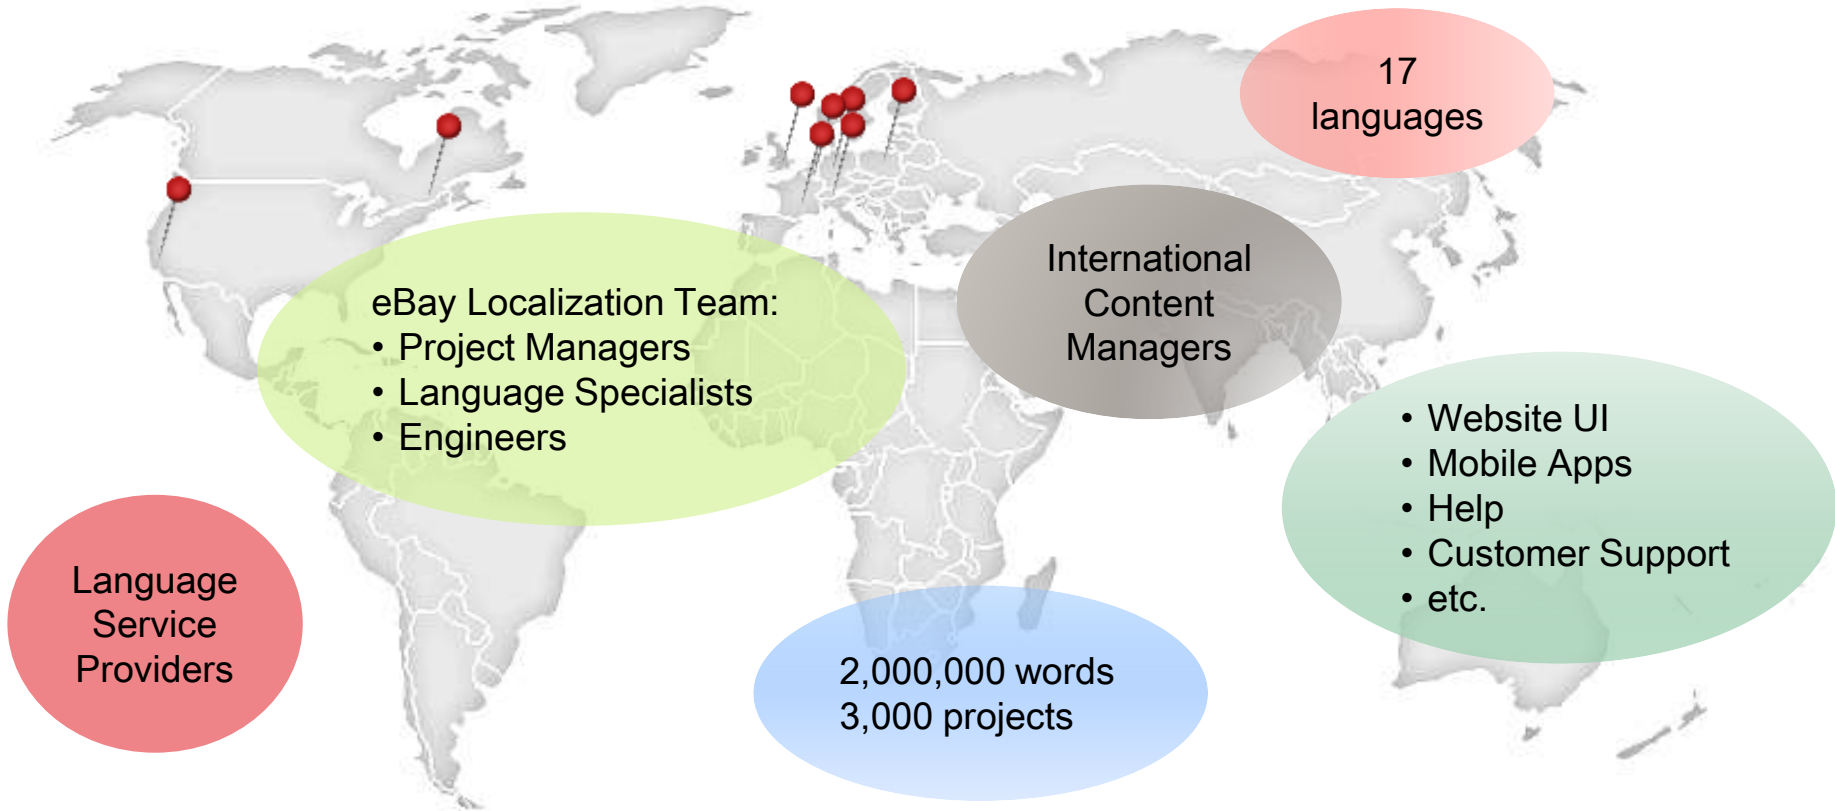 17
languages
International
Content
Managers
eBay Localization Team:
• Project Managers
• Language Specialists
• Engineers
• Website UI
• Mobile Apps
• Help
• Customer Support
• etc.
Language
Service
Providers
2,000,000 words
3,000 projects